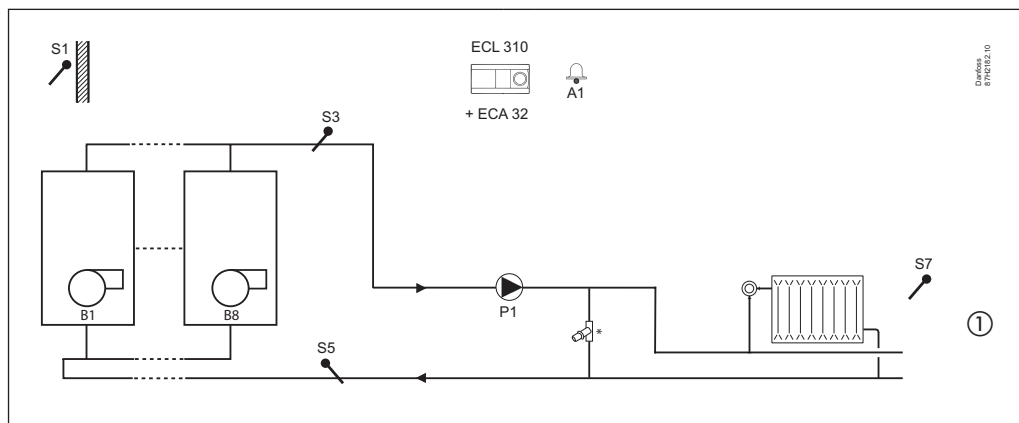 S1
ECL 310
A1
+ ECA 32
Danfoss
87H2182.10
S3
B1
B8
P1
*
S7
S5
①